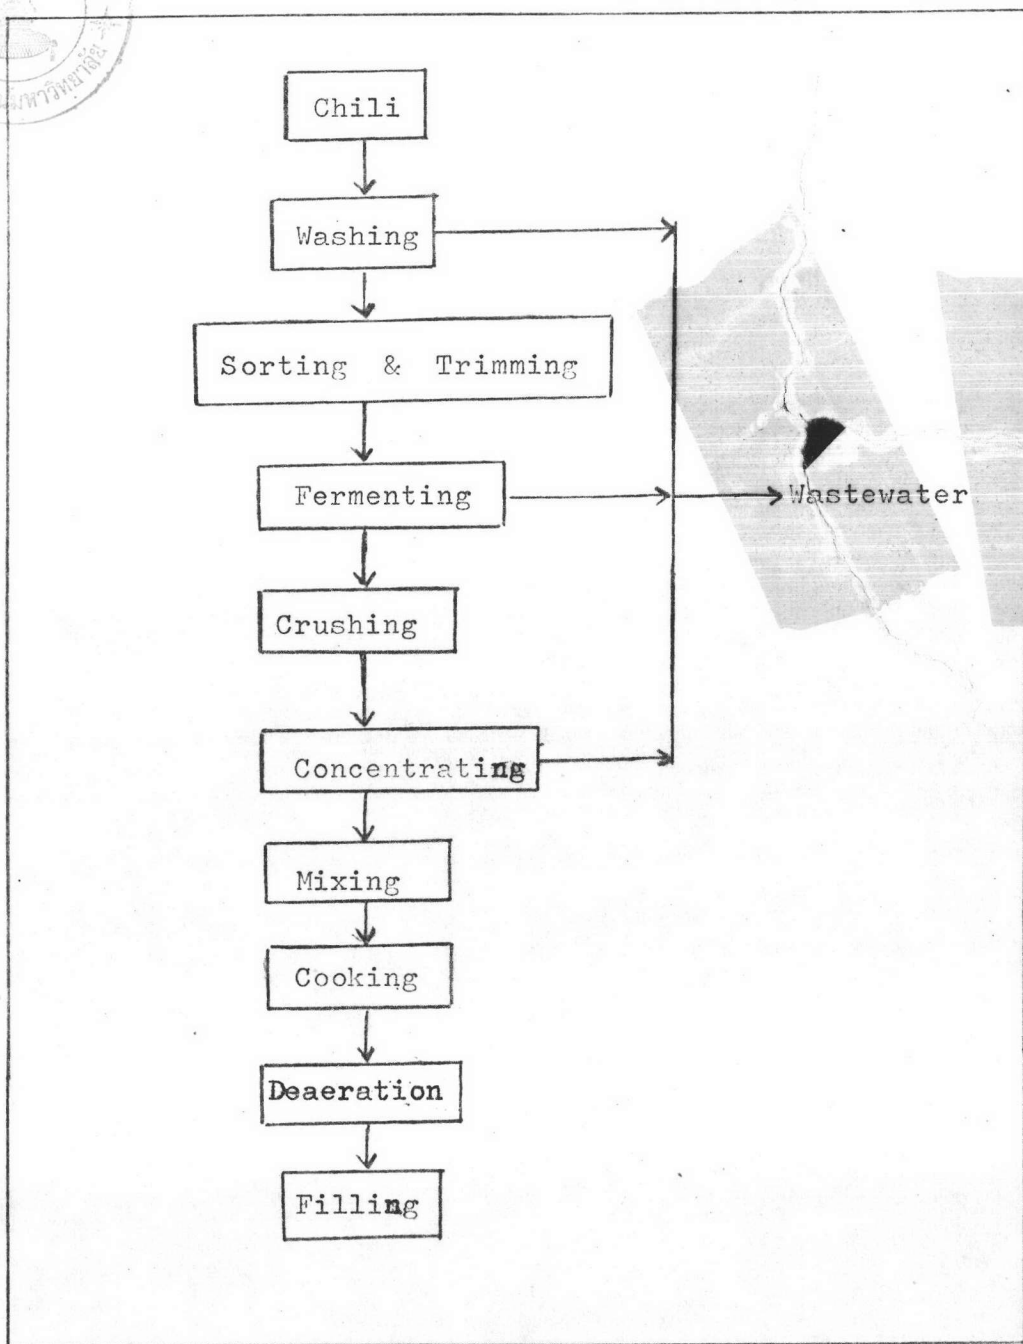 Chili
Washing
Sorting & Trimming
Fermenting
Wastewater
Crushing
Concentrating
Mixing
Cooking
Deaeration
Filling